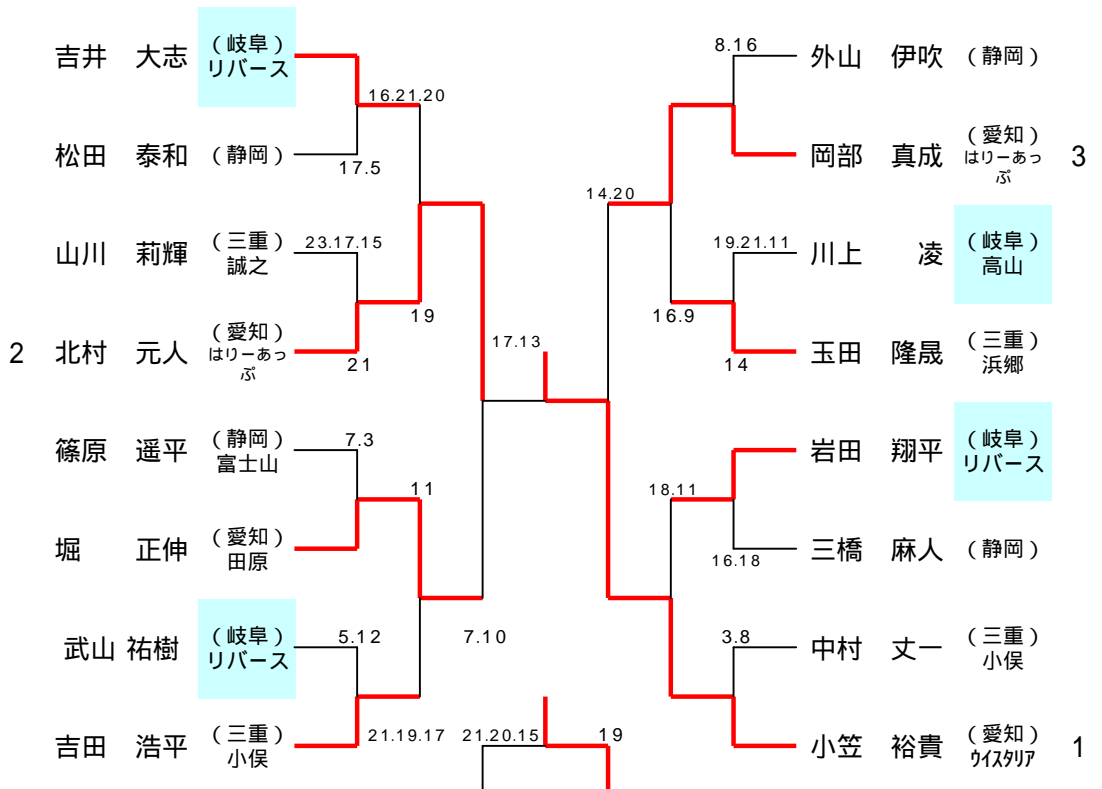 吉井 大志 (岐阜)
リバース
16.21.20
松田 泰和 (静岡)
17.5
山川 莉輝 (三重)
誠之
23.17.15
19
2 北村 元人 (愛知)
はりーあっ
ぷ
21
17.13
篠原 遥平 (静岡)
富士山
7.3
11
堀 正伸 (愛知)
田原
武山 祐樹 (岐阜)
リバース
5.12
7.10
吉田 浩平 (三重)
小俣
21.19.17
21.20.15
19
8.16
外山 伊吹 (静岡)
岡部 真成 (愛知)
はりーあっ
ぷ
3
14.20
19.21.11
川上 凌 (岐阜)
高山
16.9
14
玉田 隆晟 (三重)
浜郷
岩田 翔平 (岐阜)
リバース
18.11
16.18
三橋 麻人 (静岡)
3.8
中村 丈一 (三重)
小俣
小笠 裕貴 (愛知)
ウイスタリア
1